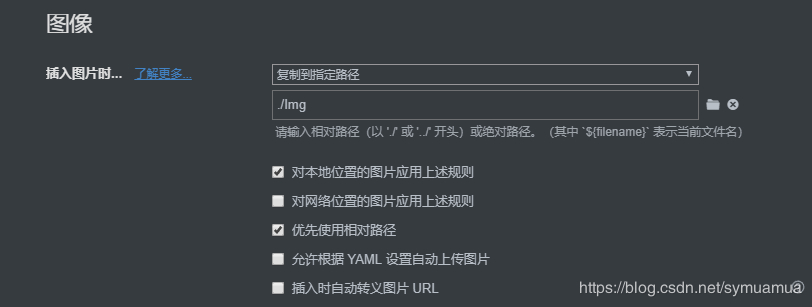 图像
插入图片时... 了解更多...
复制到指定路径
./Img
请输入相对路径（以 './' 或 '../' 开头）或绝对路径。（其中 `${filename}` 表示当前文件名）
对本地位置的图片应用上述规则
对网络位置的图片应用上述规则
优先使用相对路径
允许根据 YAML 设置自动上传图片
插入时自动转义图片 URL
https://blog.csdn.net/symuamua